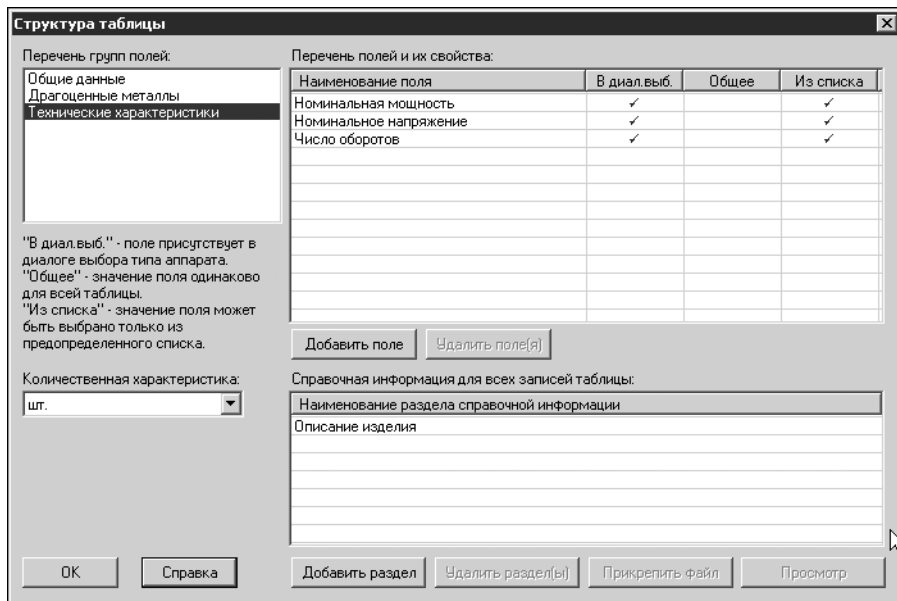 Структура таблицы
Перечень групп полей:
Общие данные
Драгоценные металлы
Технические характеристики
"В диал.выб." - поле присутствует в
диалоге выбора типа аппарата.
"Общее" - значение поля одинаково
для всей таблицы.
"Из списка" - значение поля может
быть выбрано только из
предопределенного списка.
Количественная характеристика:
шт.
Перечень полей и их свойства:
Наименование поля В диал.выб. Общее Из списка
Номинальная мощность ✓ ✓
Номинальное напряжение ✓ ✓
Число оборотов ✓ ✓
Добавить поле Удалить поле(я)
Справочная информация для всех записей таблицы:
Наименование раздела справочной информации
Описание изделия
OK Справка Добавить раздел Удалить раздел(ы) Прикрепить файл Просмотр